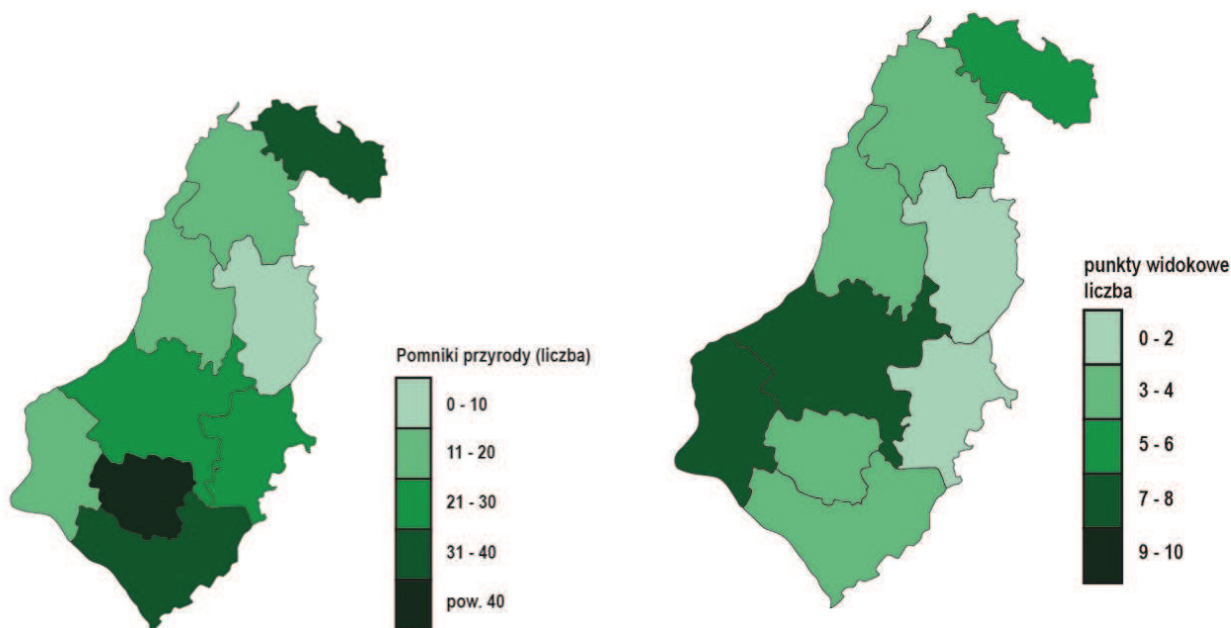 Pomniki przyrody (liczba)
0 - 10
11 - 20
21 - 30
31 - 40
pow. 40
punkty widokowe
liczba
0 - 2
3 - 4
5 - 6
7 - 8
9 - 10